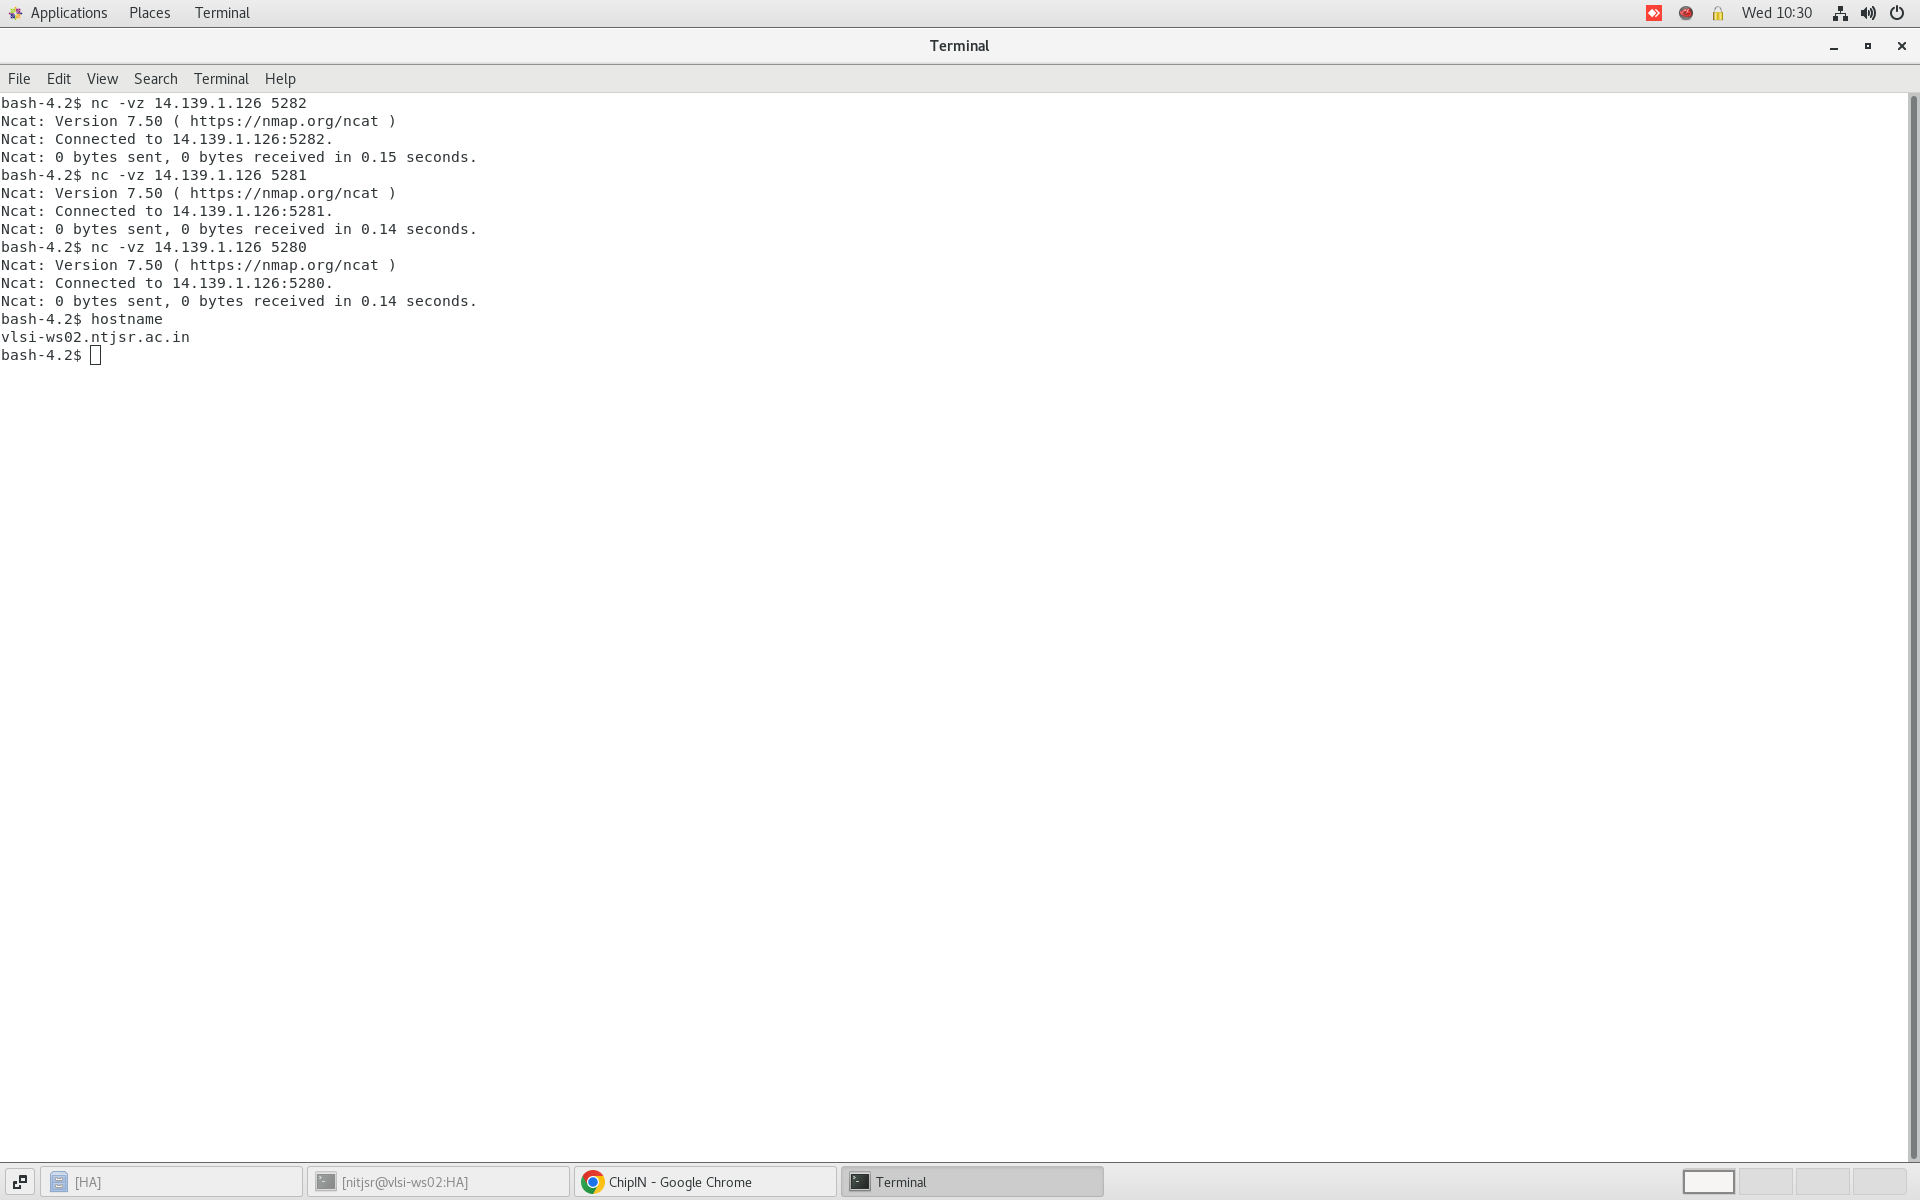 Applications Places Terminal Wed 10:30
Terminal
File Edit View Search Terminal Help
bash-4.2$ nc -vz 14.139.1.126 5282
Ncat: Version 7.50 ( https://nmap.org/ncat )
Ncat: Connected to 14.139.1.126:5282.
Ncat: 0 bytes sent, 0 bytes received in 0.15 seconds.
bash-4.2$ nc -vz 14.139.1.126 5281
Ncat: Version 7.50 ( https://nmap.org/ncat )
Ncat: Connected to 14.139.1.126:5281.
Ncat: 0 bytes sent, 0 bytes received in 0.14 seconds.
bash-4.2$ nc -vz 14.139.1.126 5280
Ncat: Version 7.50 ( https://nmap.org/ncat )
Ncat: Connected to 14.139.1.126:5280.
Ncat: 0 bytes sent, 0 bytes received in 0.14 seconds.
bash-4.2$ hostname
vlsi-ws02.ntjsr.ac.in
bash-4.2$
[HA] [nitjsr@vlsi-ws02:HA] ChipIN - Google Chrome Terminal